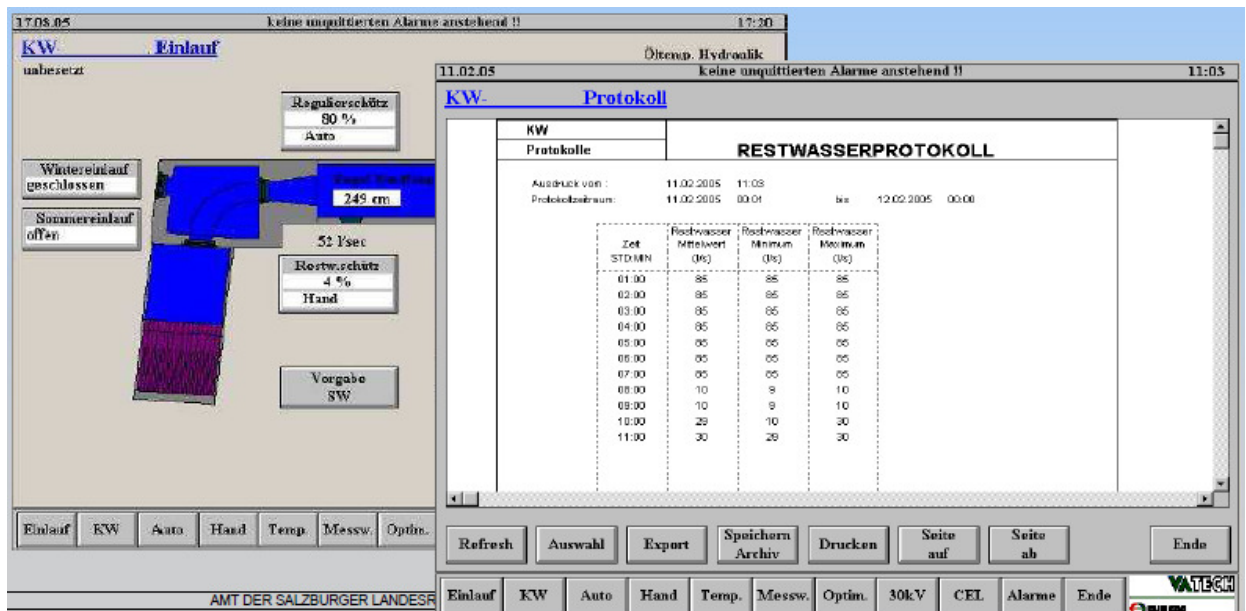 17.08.05 keine unquittierten Alarme anstehend !! 17:20
KW- Einlauf
unbesetzt
Öltemp. Hydraulik
Regulierschütz
80 %
Auto
Wintereinlauf
geschlossen
Sommereinlauf
offen
249 cm
52 l/sec
Restw.schütz
4 %
Hand
Vorgabe
SW
Einlauf KW Auto Hand Temp. Messw. Optim.
AMT DER SALZBURGER LANDESR
11.02.05 keine unquittierten Alarme anstehend !! 11:03
KW- Protokoll
KW
Protokolle RESTWASSERPROTOKOLL
Ausdruck vom : 11.02.2005 11:03
Protokollzeitraum: 11.02.2005 00:01 bis 12.02.2005 00:00
Restwasser Restwasser Restwasser
Zeit Mittelwert Minimum Maximum
STD:MIN (l/s) (l/s) (l/s)
01:00 85 85 85
02:00 85 85 85
03:00 85 85 85
04:00 85 85 85
05:00 85 85 85
06:00 85 85 85
07:00 85 85 85
08:00 10 9 10
09:00 10 9 10
10:00 29 10 30
11:00 30 29 30
Refresh Auswahl Export Speichern Archiv Drucken Seite auf Seite ab Ende
Einlauf KW Auto Hand Temp. Messw. Optim. 30kV CEL Alarme Ende
VATECH